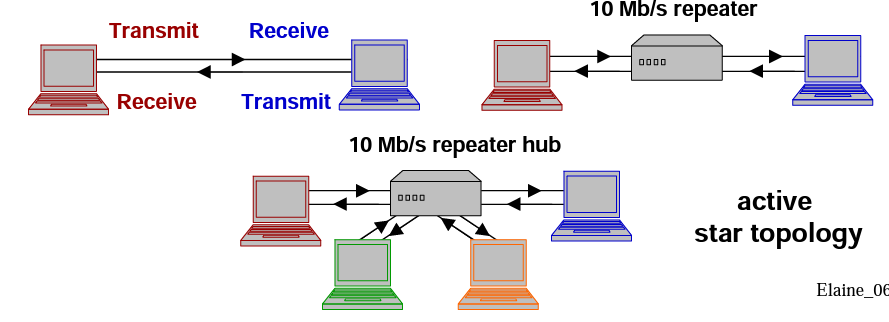 10 Mb/s repeater
Transmit Receive
Receive Transmit
10 Mb/s repeater hub
active
star topology
Elaine_06